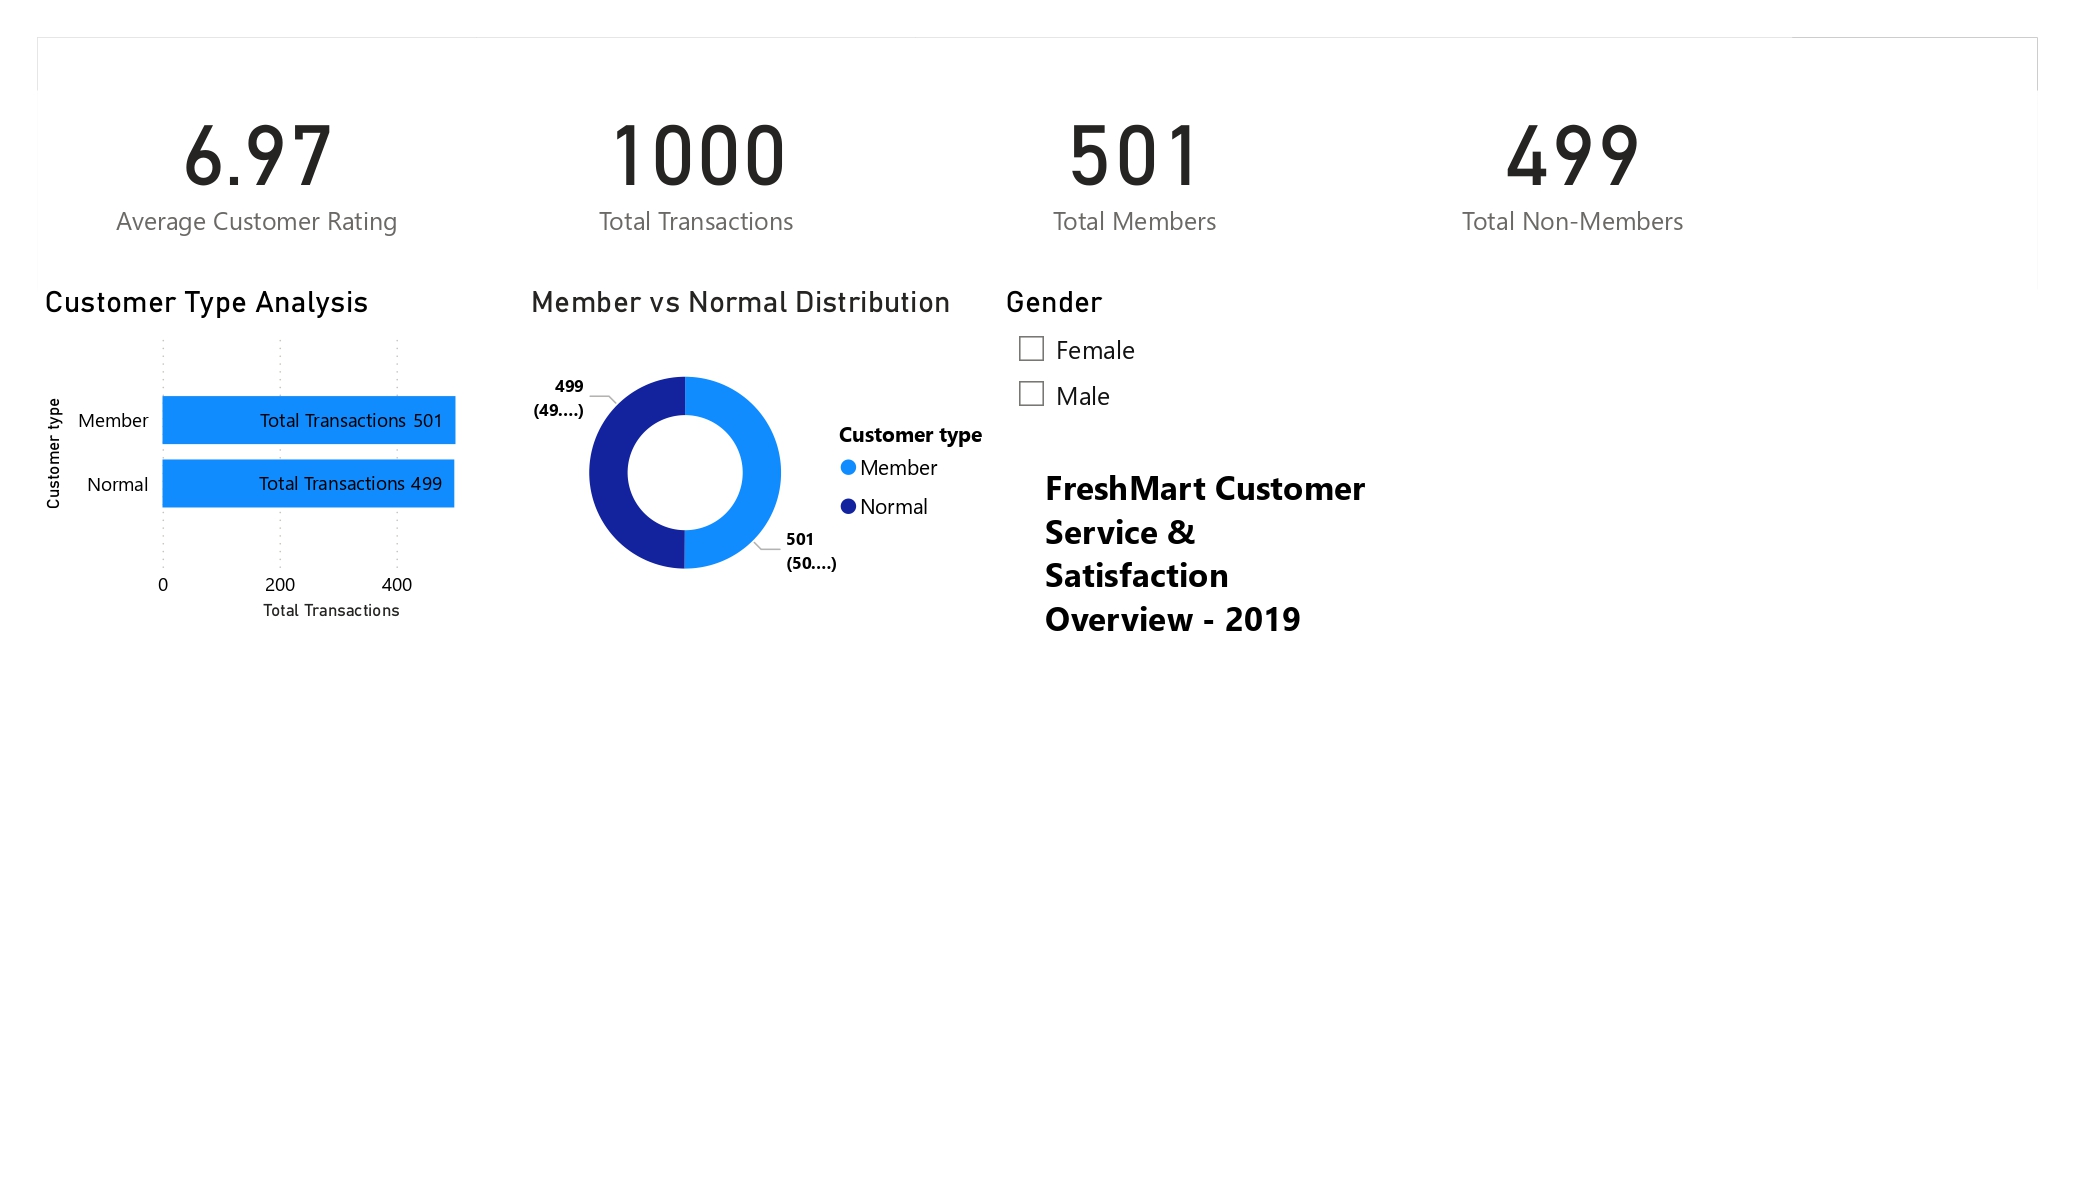 6.97
Average Customer Rating
1000
Total Transactions
501
Total Members
499
Total Non-Members
Customer Type Analysis
Customer type
Member
Total Transactions 501
Normal
Total Transactions 499
0 200 400
Total Transactions
Member vs Normal Distribution
499
(49....)
501
(50....)
Customer type
Member
Normal
Gender
Female
Male
FreshMart Customer
Service &
Satisfaction
Overview - 2019